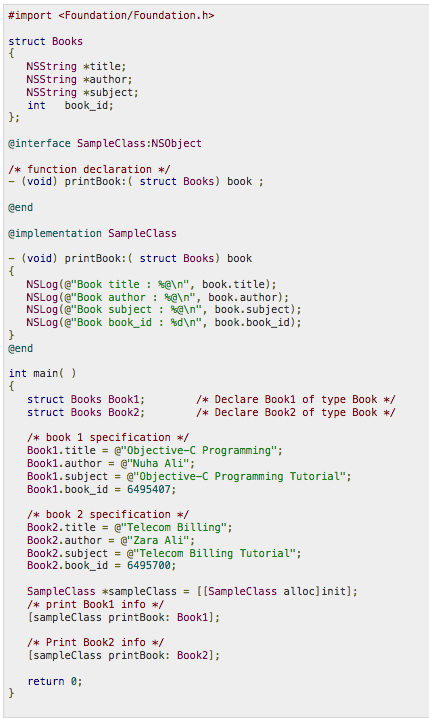 #import <Foundation/Foundation.h>

struct Books
{
   NSString *title;
   NSString *author;
   NSString *subject;
   int   book_id;
};

@interface SampleClass:NSObject

/* function declaration */
- (void) printBook:( struct Books) book ;

@end

@implementation SampleClass

- (void) printBook:( struct Books) book
{
   NSLog(@"Book title : %@\n", book.title);
   NSLog(@"Book author : %@\n", book.author);
   NSLog(@"Book subject : %@\n", book.subject);
   NSLog(@"Book book_id : %d\n", book.book_id);
}
@end

int main( )
{
   struct Books Book1;        /* Declare Book1 of type Book */
   struct Books Book2;        /* Declare Book2 of type Book */

   /* book 1 specification */
   Book1.title = @"Objective-C Programming";
   Book1.author = @"Nuha Ali";
   Book1.subject = @"Objective-C Programming Tutorial";
   Book1.book_id = 6495407;

   /* book 2 specification */
   Book2.title = @"Telecom Billing";
   Book2.author = @"Zara Ali";
   Book2.subject = @"Telecom Billing Tutorial";
   Book2.book_id = 6495700;

   SampleClass *sampleClass = [[SampleClass alloc]init];
   /* print Book1 info */
   [sampleClass printBook: Book1];

   /* Print Book2 info */
   [sampleClass printBook: Book2];

   return 0;
}